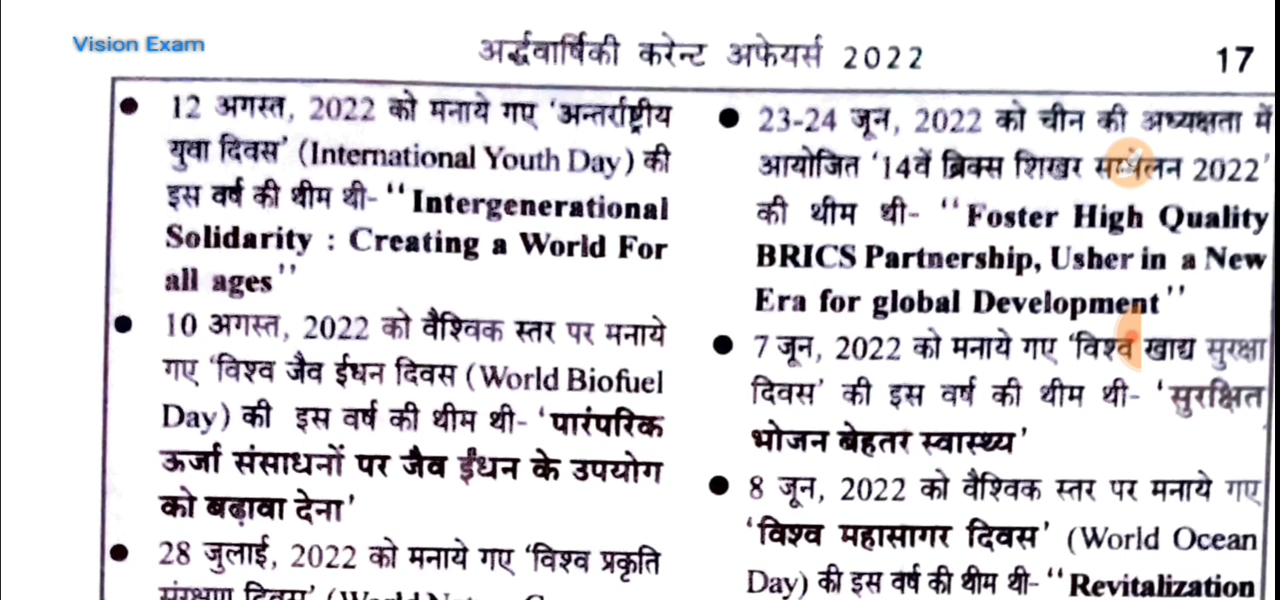 Vision Exam
अर्द्धवार्षिकी करेन्ट अफेयर्स 2022
17
● 12 अगस्त, 2022 को मनाये गए ‘अन्तर्राष्ट्रीय
युवा दिवस’ (International Youth Day) की
इस वर्ष की थीम थी- ‘‘Intergenerational
Solidarity : Creating a World For
all ages’’
● 10 अगस्त, 2022 को वैश्विक स्तर पर मनाये
गए ‘विश्व जैव ईधन दिवस (World Biofuel
Day) की इस वर्ष की थीम थी- ‘पारंपरिक
ऊर्जा संसाधनों पर जैव ईंधन के उपयोग
को बढ़ावा देना’
● 28 जुलाई, 2022 को मनाये गए ‘विश्व प्रकृति
संरक्षण दिवस’ (World
● 23-24 जून, 2022 को चीन की अध्यक्षता में
आयोजित ‘14वें ब्रिक्स शिखर सम्मेलन 2022’
की थीम थी- ‘‘Foster High Quality
BRICS Partnership, Usher in a New
Era for global Development’’
● 7 जून, 2022 को मनाये गए ‘विश्व खाद्य सुरक्षा
दिवस’ की इस वर्ष की थीम थी- ‘सुरक्षित
भोजन बेहतर स्वास्थ्य’
● 8 जून, 2022 को वैश्विक स्तर पर मनाये गए
‘विश्व महासागर दिवस’ (World Ocean
Day) की इस वर्ष की थीम थी- ‘‘Revitalization